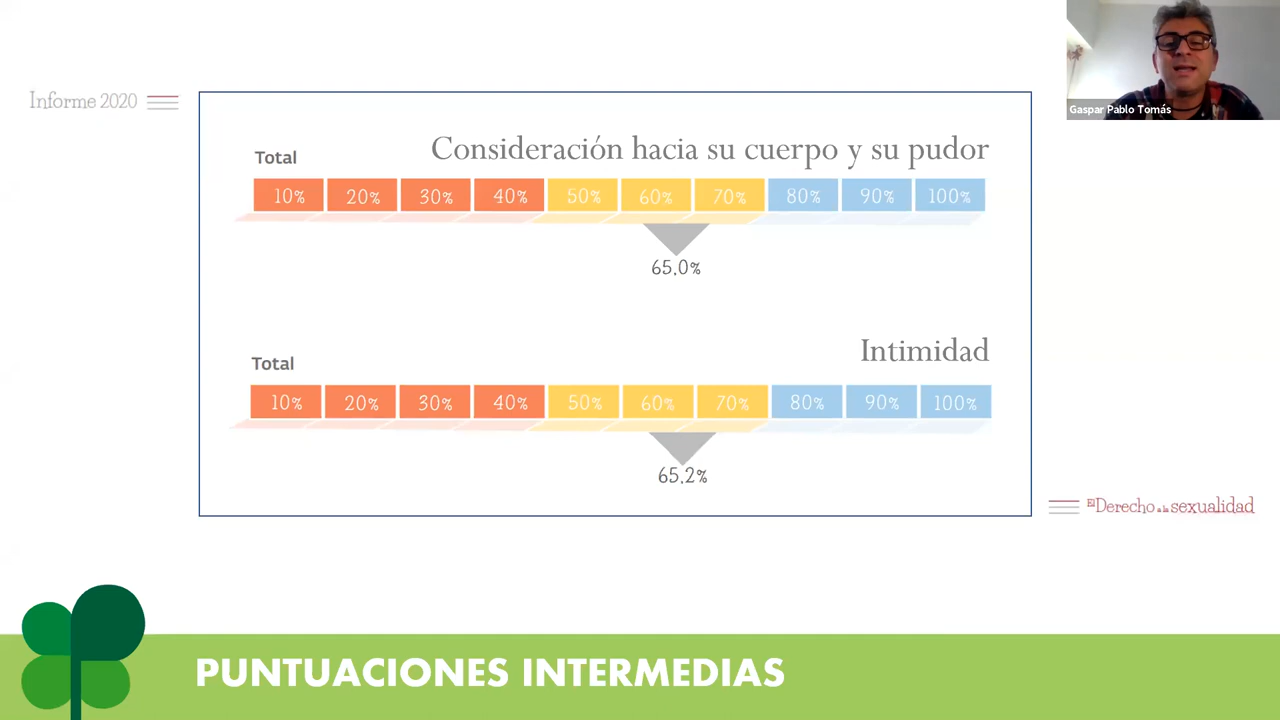 Gaspar Pablo Tomás
Informe 2020
Consideración hacia su cuerpo y su pudor
Total
10% 20% 30% 40% 50% 60% 70% 80% 90% 100%
65.0%
Intimidad
Total
10% 20% 30% 40% 50% 60% 70% 80% 90% 100%
65.2%
El Derecho a la sexualidad
PUNTUACIONES INTERMEDIAS